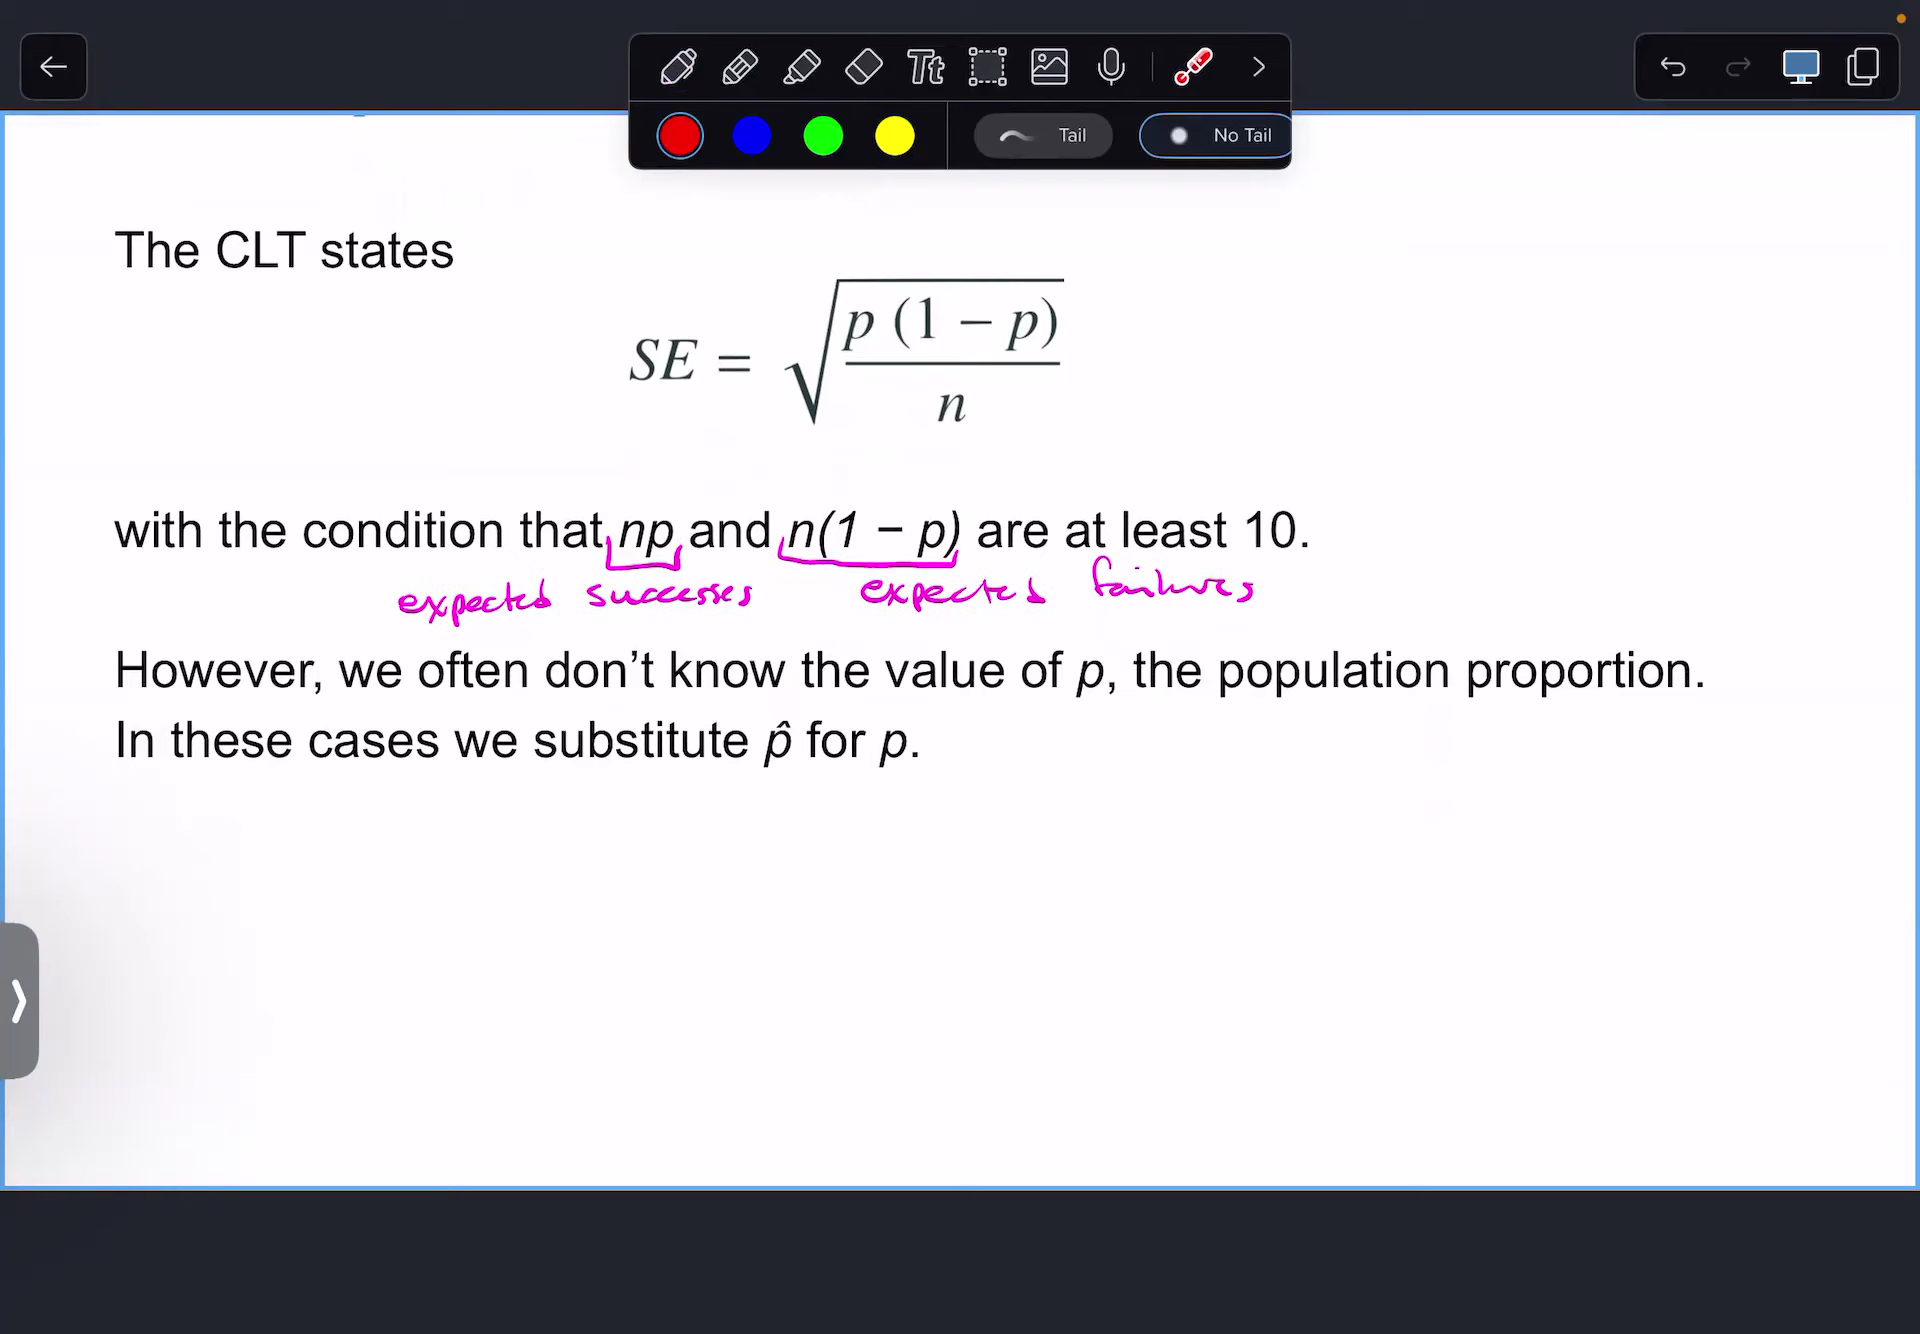 Tt
Tail
No Tail
The CLT states
SE = √(p (1 − p) / n)
with the condition that np and n(1 − p) are at least 10.
expected successes expected failures
However, we often don’t know the value of p, the population proportion.
In these cases we substitute p̂ for p.